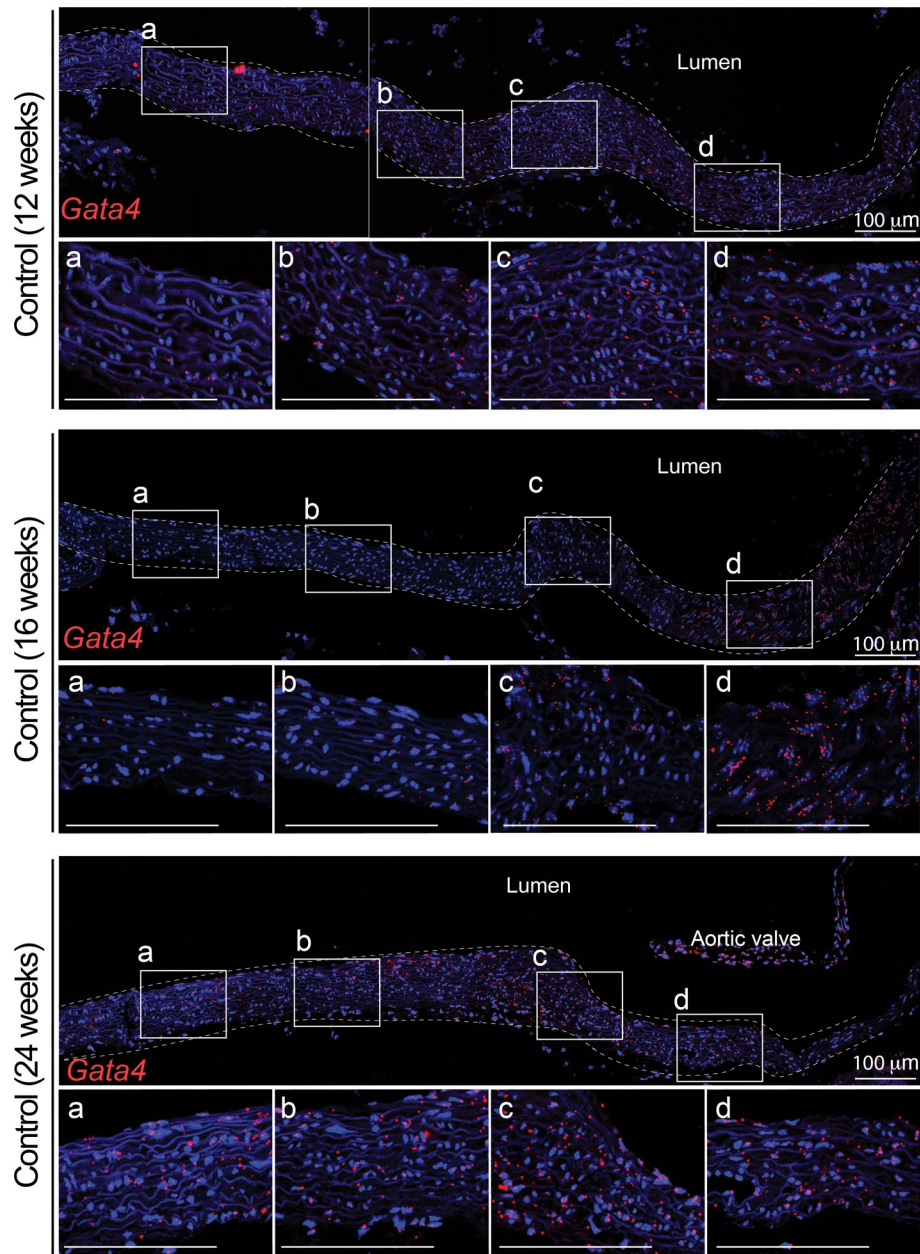 Control (12 weeks)
a
b
c
d
Lumen
Gata4
100 µm
a
b
c
d
Control (16 weeks)
a
b
c
d
Lumen
Gata4
100 µm
a
b
c
d
Control (24 weeks)
Lumen
a
b
c
d
Aortic valve
Gata4
100 µm
a
b
c
d